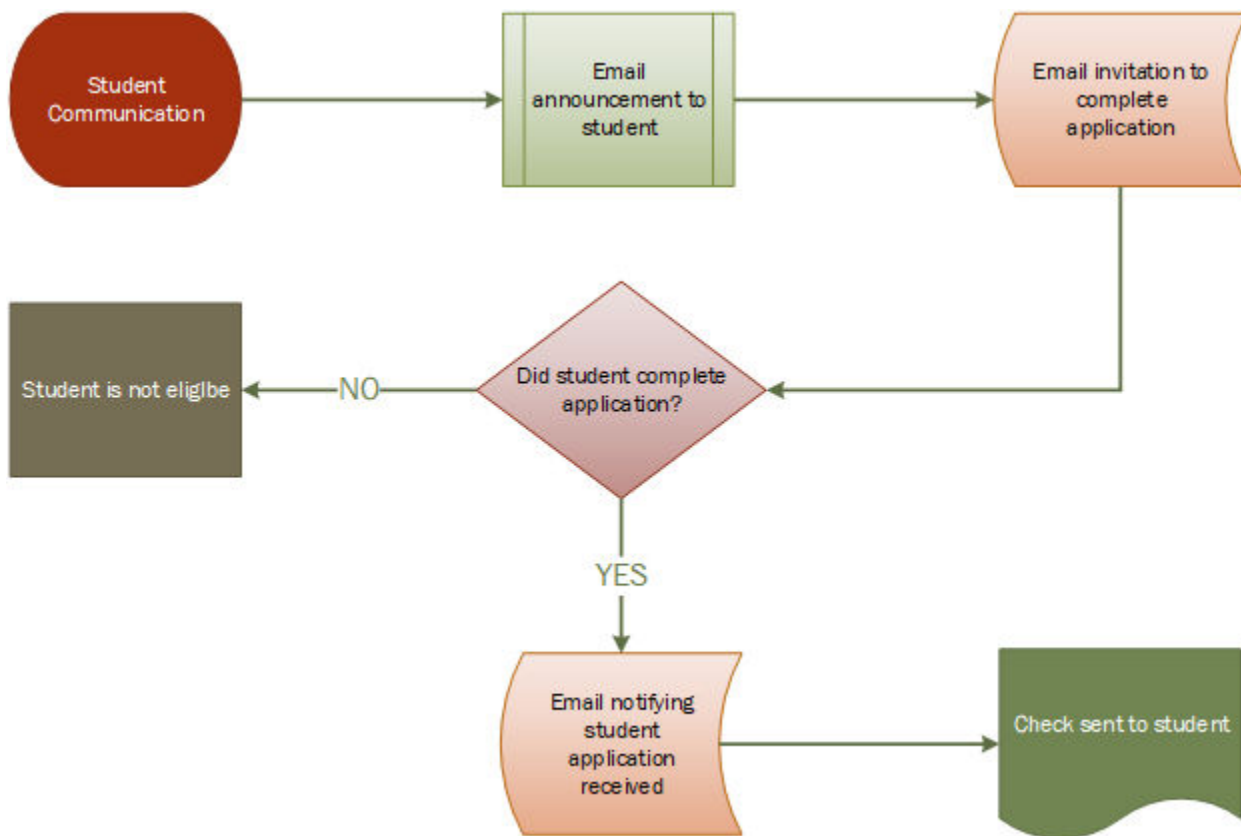 Student
Communication
Email
announcement to
student
Email invitation to
complete
application
Student is not eliglbe
NO
Did student complete
application?
YES
Email notifying
student
application
received
Check sent to student